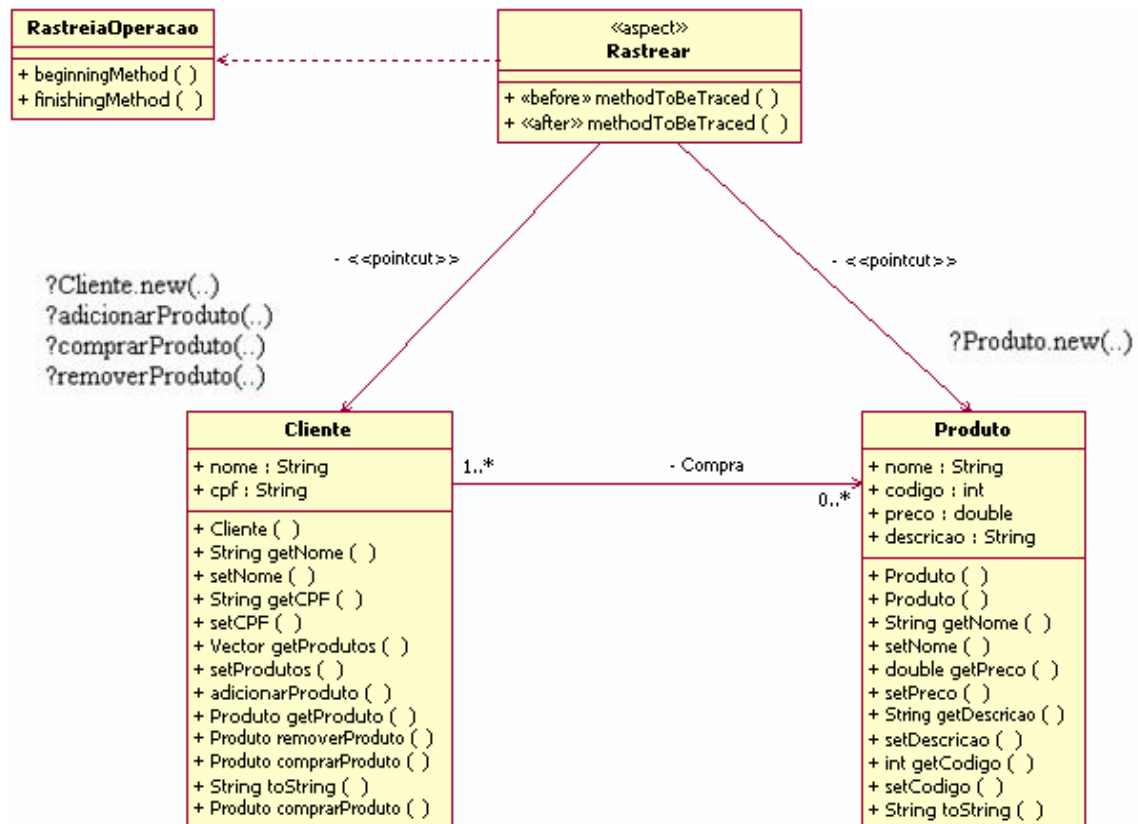 RastreiaOperacao
+ beginningMethod ( )
+ finishingMethod ( )
«aspect»
Rastrear
+ «before» methodToBeTraced ( )
+ «after» methodToBeTraced ( )
- <<pointcut>>
- <<pointcut>>
?Cliente.new(..)
?adicionarProduto(..)
?comprarProduto(..)
?removerProduto(..)
?Produto.new(..)
Cliente
+ nome : String
+ cpf : String
+ Cliente ( )
+ String getNome ( )
+ setNome ( )
+ String getCPF ( )
+ setCPF ( )
+ Vector getProdutos ( )
+ setProdutos ( )
+ adicionarProduto ( )
+ Produto getProduto ( )
+ Produto removerProduto ( )
+ Produto comprarProduto ( )
+ String toString ( )
+ Produto comprarProduto ( )
1..*
- Compra
0..*
Produto
+ nome : String
+ codigo : int
+ preco : double
+ descricao : String
+ Produto ( )
+ Produto ( )
+ String getNome ( )
+ setNome ( )
+ double getPreco ( )
+ setPreco ( )
+ String getDescricao ( )
+ setDescricao ( )
+ int getCodigo ( )
+ setCodigo ( )
+ String toString ( )